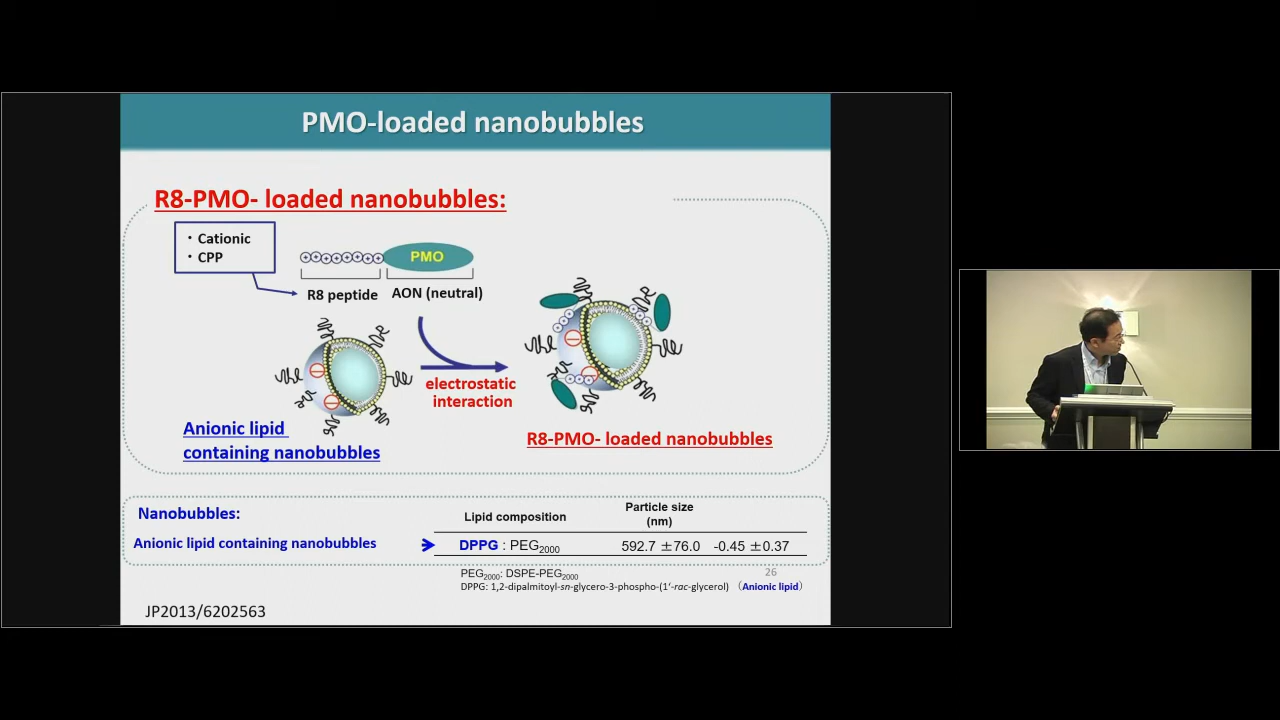 PMO-loaded nanobubbles
R8-PMO- loaded nanobubbles:
・ Cationic
・ CPP
PMO
R8 peptide
AON (neutral)
electrostatic
interaction
Anionic lipid
containing nanobubbles
R8-PMO- loaded nanobubbles
Nanobubbles:
Lipid composition
Particle size
(nm)
Anionic lipid containing nanobubbles
DPPG : PEG2000
592.7 ±76.0
-0.45 ±0.37
PEG2000: DSPE-PEG2000
26
DPPG: 1,2-dipalmitoyl-sn-glycero-3-phospho-(1'-rac-glycerol) (Anionic lipid)
JP2013/6202563